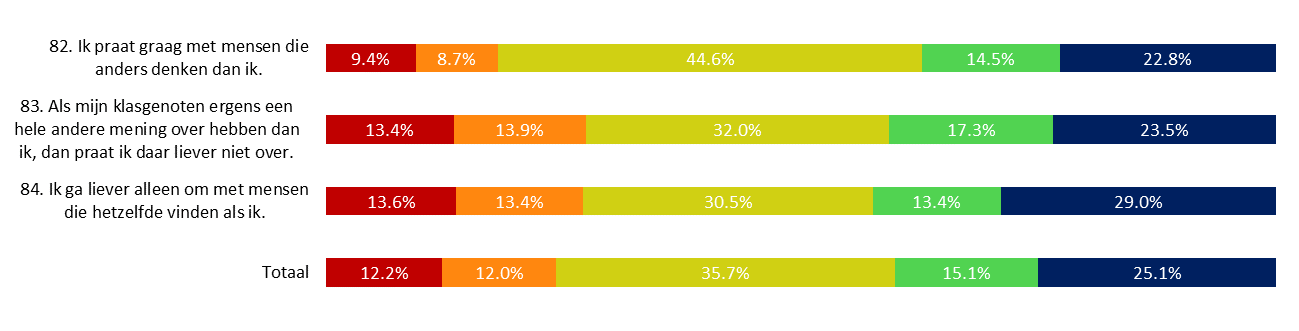 82. Ik praat graag met mensen die
anders denken dan ik.
9.4% 8.7% 44.6% 14.5% 22.8%
83. Als mijn klasgenoten ergens een
hele andere mening over hebben dan
ik, dan praat ik daar liever niet over.
13.4% 13.9% 32.0% 17.3% 23.5%
84. Ik ga liever alleen om met mensen
die hetzelfde vinden als ik.
13.6% 13.4% 30.5% 13.4% 29.0%
Totaal
12.2% 12.0% 35.7% 15.1% 25.1%